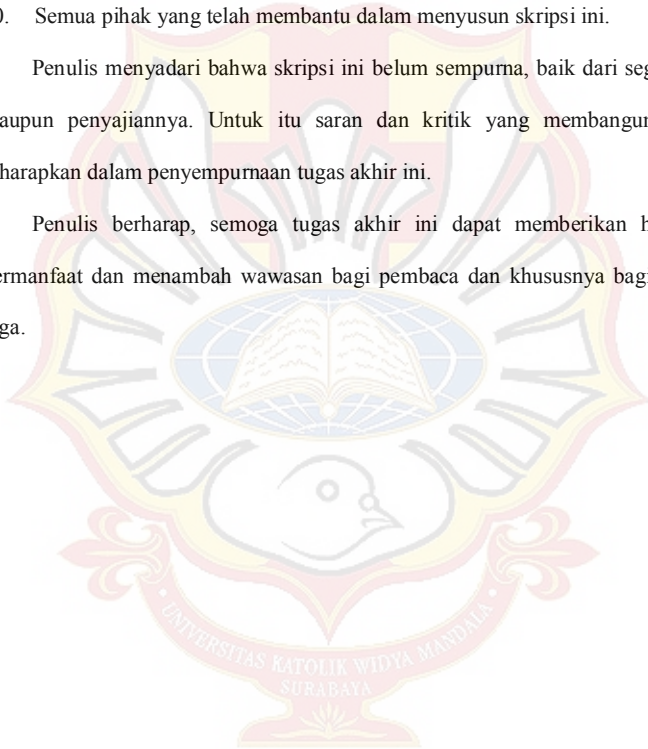 0. Semua pihak yang telah membantu dalam menyusun skripsi ini.
Penulis menyadari bahwa skripsi ini belum sempurna, baik dari seg
aupun penyajiannya. Untuk itu saran dan kritik yang membangun
harapkan dalam penyempurnaan tugas akhir ini.
Penulis berharap, semoga tugas akhir ini dapat memberikan h
ermanfaat dan menambah wawasan bagi pembaca dan khususnya bagi
ga.
UNIVERSITAS KATOLIK WIDYA MANDALA
SURABAYA